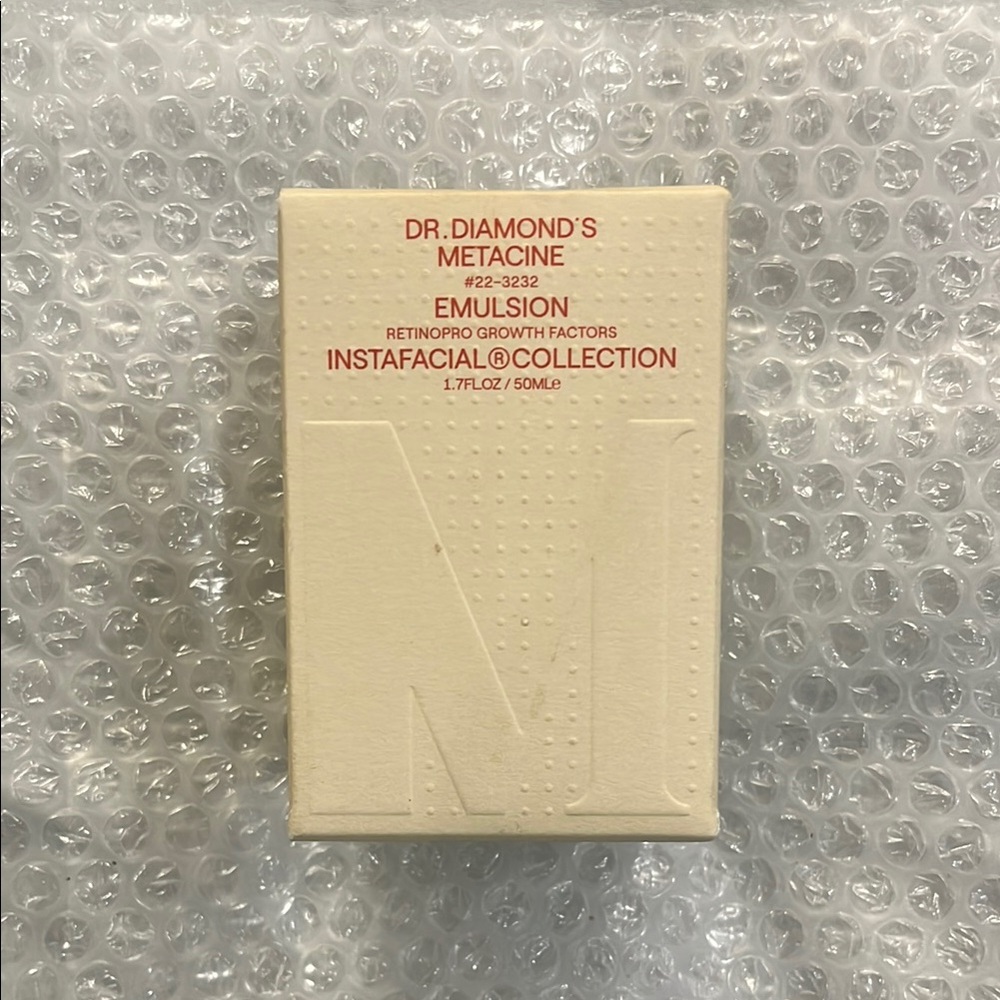 DR.DIAMOND'S
METACINE
#22-3232
EMULSION
RETINOPRO GROWTH FACTORS
INSTAFACIAL®COLLECTION
1.7FLOZ / 50MLe
M